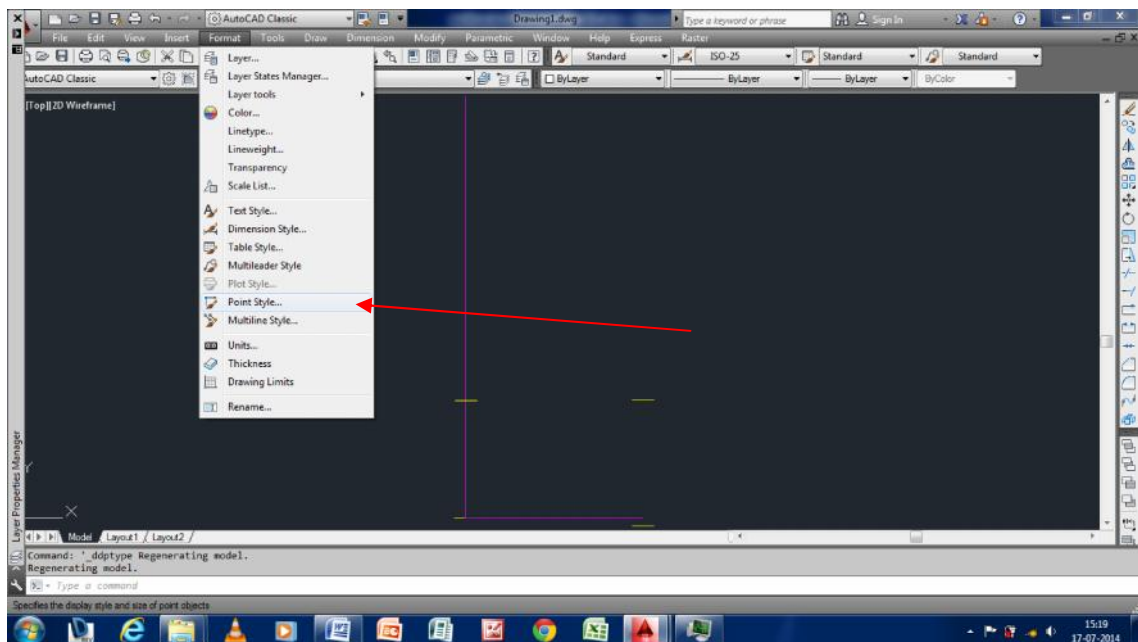 AutoCAD Classic
Drawing1.dwg
Type a keyword or phrase
Sign In
File Edit View Insert Format Tools Draw Dimension Modify Parametric Window Help Express Raster
Standard ISO-25 Standard Standard
AutoCAD Classic ByLayer ByLayer ByLayer ByColor
[Top][2D Wireframe]
Layer...
Layer States Manager...
Layer tools
Color...
Linetype...
Lineweight...
Transparency
Scale List...
Text Style...
Dimension Style...
Table Style...
Multileader Style
Plot Style...
Point Style...
Multiline Style...
Units...
Thickness
Drawing Limits
Rename...
Layer Properties Manager
Y
X
Model Layout1 Layout2
Command: '_ddptype Regenerating model.
Regenerating model.
Type a command
Specifies the display style and size of point objects
15:19
17-07-2014